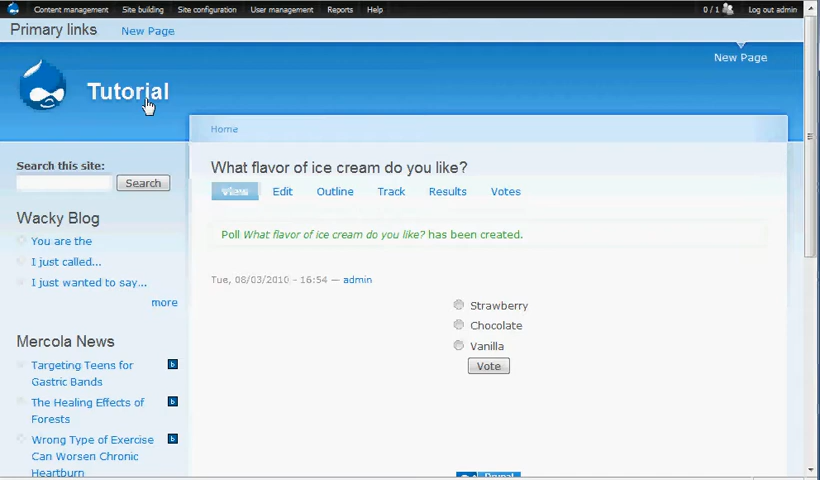 Content management Site building Site configuration User management Reports Help 0 / 1 Log out admin
Primary links New Page
New Page
Tutorial
Home
Search this site:
Search
Wacky Blog
You are the
I just called...
I just wanted to say...
more
Mercola News
Targeting Teens for
Gastric Bands
The Healing Effects of
Forests
Wrong Type of Exercise
Can Worsen Chronic
Heartburn
What flavor of ice cream do you like?
View Edit Outline Track Results Votes
Poll What flavor of ice cream do you like? has been created.
Tue, 08/03/2010 - 16:54 — admin
Strawberry
Chocolate
Vanilla
Vote